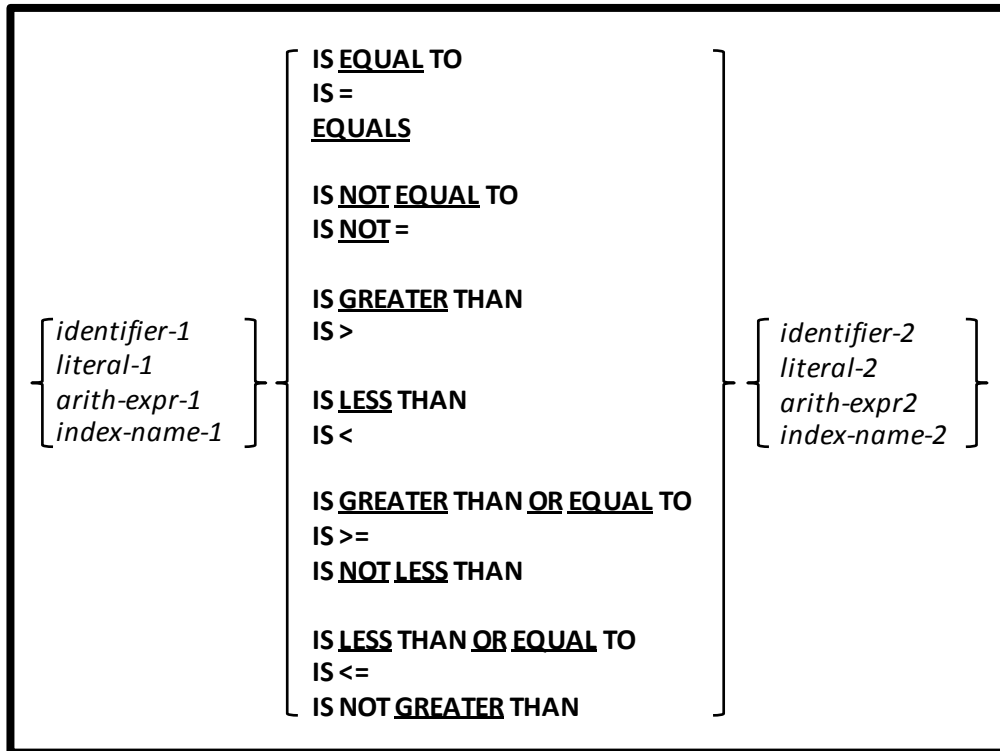 IS EQUAL TO
IS =
EQUALS
IS NOT EQUAL TO
IS NOT =
IS GREATER THAN
IS >
IS LESS THAN
IS <
IS GREATER THAN OR EQUAL TO
IS >=
IS NOT LESS THAN
IS LESS THAN OR EQUAL TO
IS <=
IS NOT GREATER THAN
identifier-1
literal-1
arith-expr-1
index-name-1
identifier-2
literal-2
arith-expr2
index-name-2